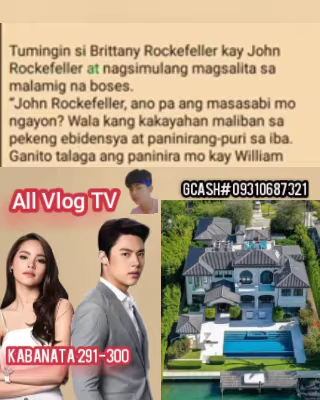 Tumingin si Brittany Rockefeller kay John
Rockefeller at nagsimulang magsalita sa
malamig na boses.
"John Rockefeller, ano pa ang masasabi mo
ngayon? Wala kang kakayahan maliban sa
pekeng ebidensya at paninirang-puri sa iba.
Ganito talaga ang paninira mo kay William
All Vlog TV
GCASH# 09310687321
KABANATA 291-300